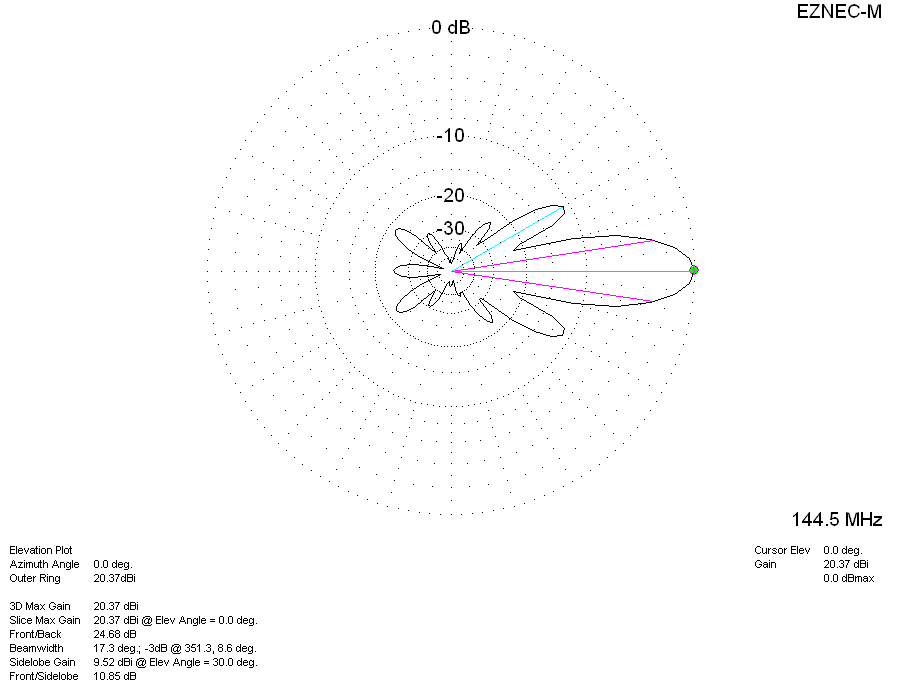 EZNEC-M
0 dB
-10
-20
-30
144.5 MHz
Elevation Plot
Azimuth Angle 0.0 deg.
Outer Ring 20.37dBi
3D Max Gain 20.37 dBi
Slice Max Gain 20.37 dBi @ Elev Angle = 0.0 deg.
Front/Back 24.68 dB
Beamwidth 17.3 deg.; -3dB @ 351.3, 8.6 deg.
Sidelobe Gain 9.52 dBi @ Elev Angle = 30.0 deg.
Front/Sidelobe 10.85 dB
Cursor Elev 0.0 deg.
Gain 20.37 dBi
0.0 dBmax